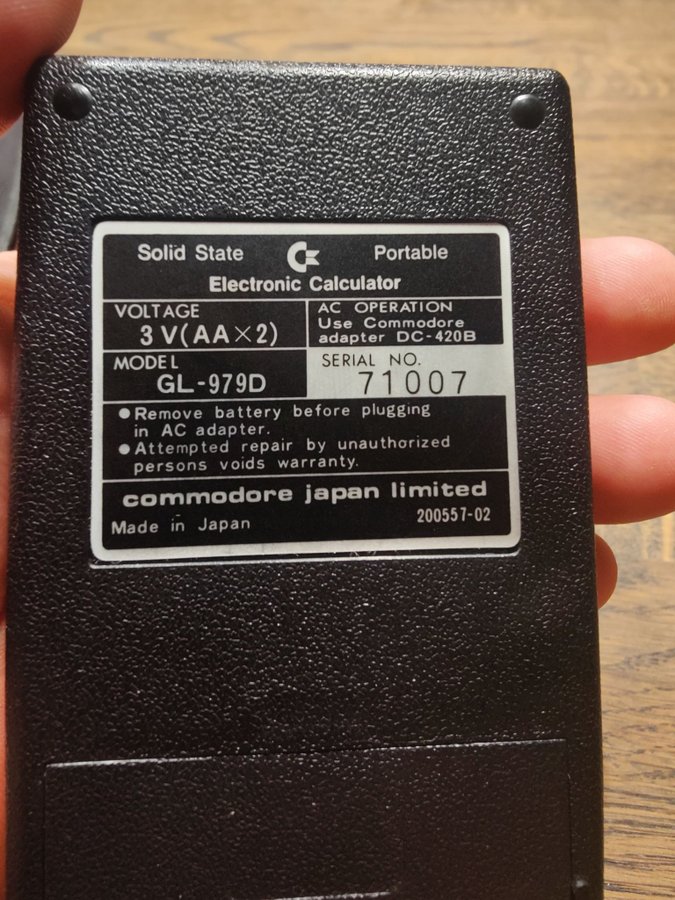 Solid State Portable
Electronic Calculator
VOLTAGE
3 V(AA×2)
AC OPERATION
Use Commodore
adapter DC-420B
MODEL
GL-979D
SERIAL NO.
71007
●Remove battery before plugging
in AC adapter.
●Attempted repair by unauthorized
persons voids warranty.
commodore japan limited
Made in Japan 200557-02